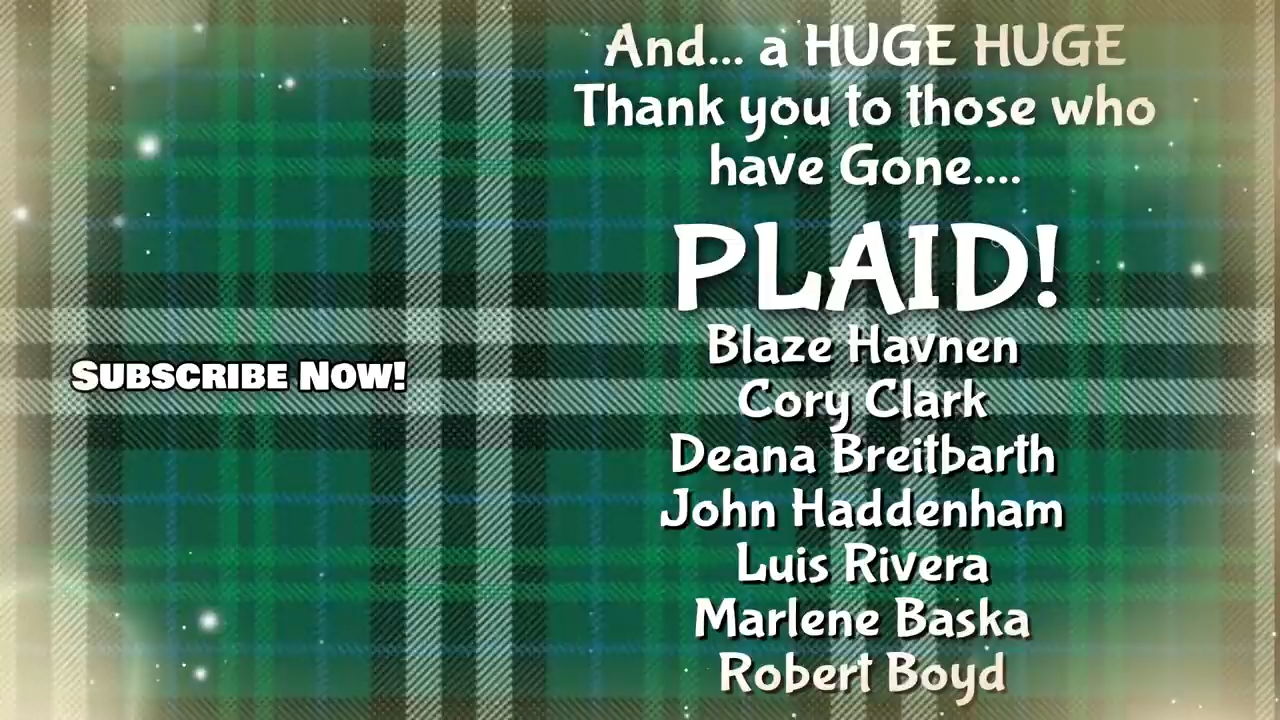 And... a HUGE HUGE
Thank you to those who
have Gone....
PLAID!
Blaze Havnen
Cory Clark
Deana Breitbarth
John Haddenham
Luis Rivera
Marlene Baska
Robert Boyd
Subscribe Now!